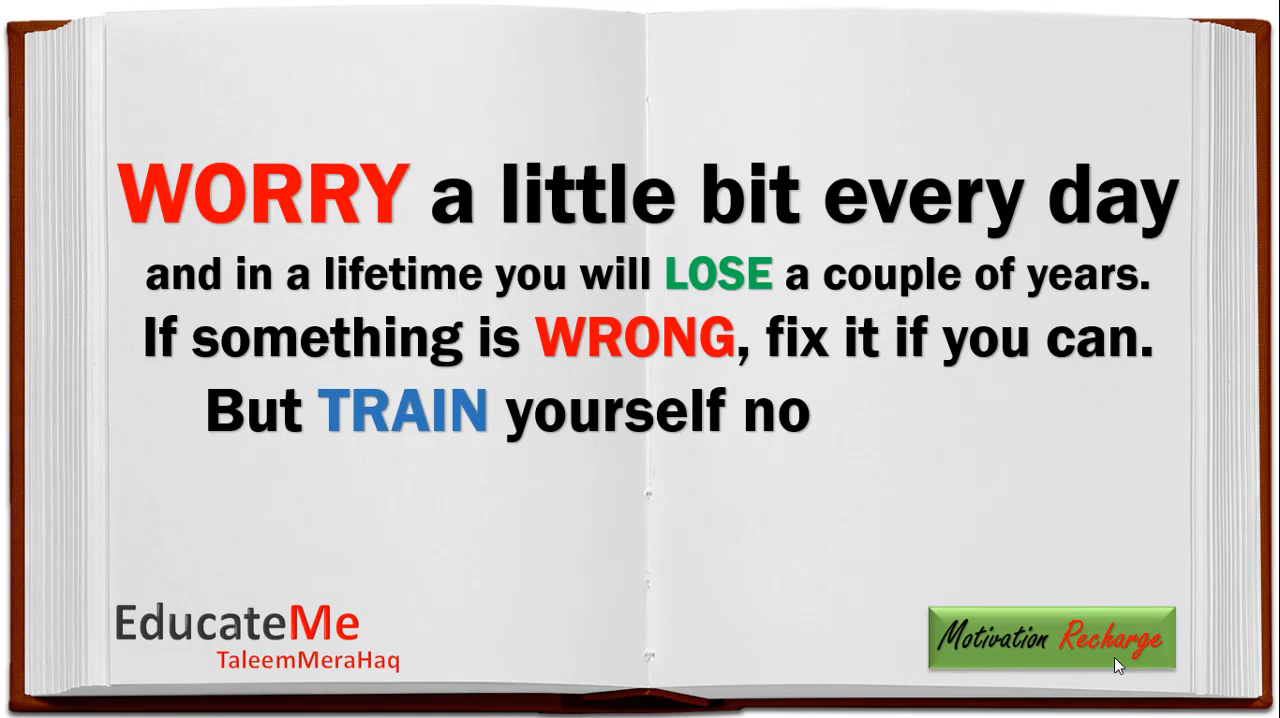 WORRY a little bit every day
and in a lifetime you will LOSE a couple of years.
If something is WRONG, fix it if you can.
But TRAIN yourself no
EducateMe
TaleemMeraHaq
Motivation Recharge